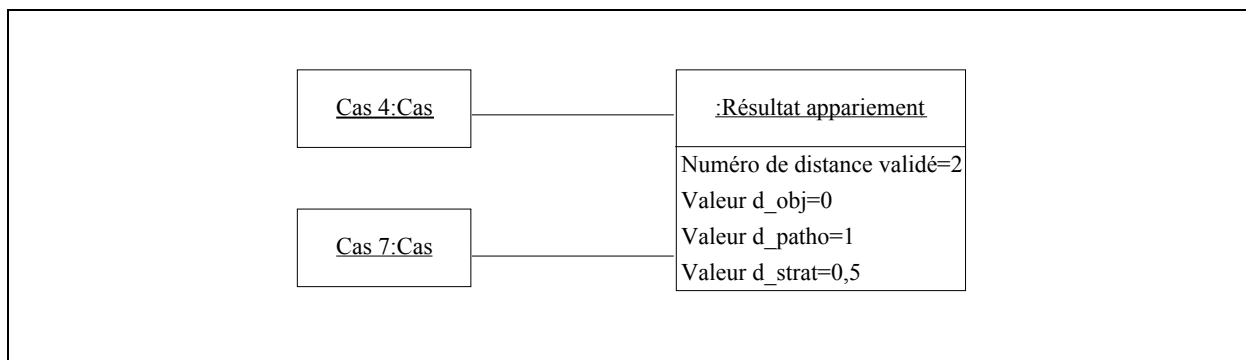 Cas 4:Cas
:Résultat appariement
Numéro de distance validé=2
Valeur d_obj=0
Valeur d_patho=1
Valeur d_strat=0,5
Cas 7:Cas